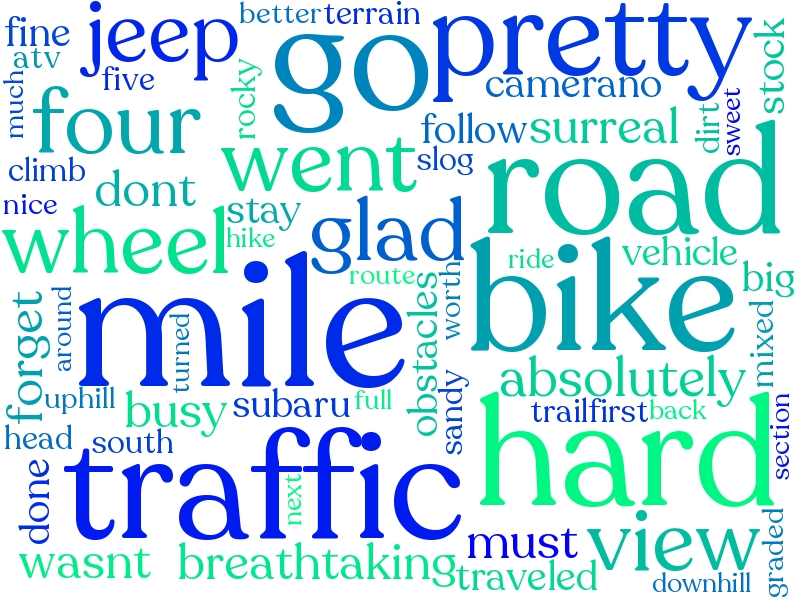 fine
jeep
better
terrain
pretty
go
atv
five
camerano
stock
much
rocky
four
follow
surreal
dirt
sweet
climb
went
slog
road
dont
nice
stay
glad
wheel
hike
ride
vehicle
bike
big
mile
route
worth
obstacles
forget
around
turned
mixed
absolutely
uphill
busy
subaru
full
sandy
trail
first
back
hard
section
head
south
traffic
done
next
must
view
graded
wasnt
breathtaking
traveled
downhill